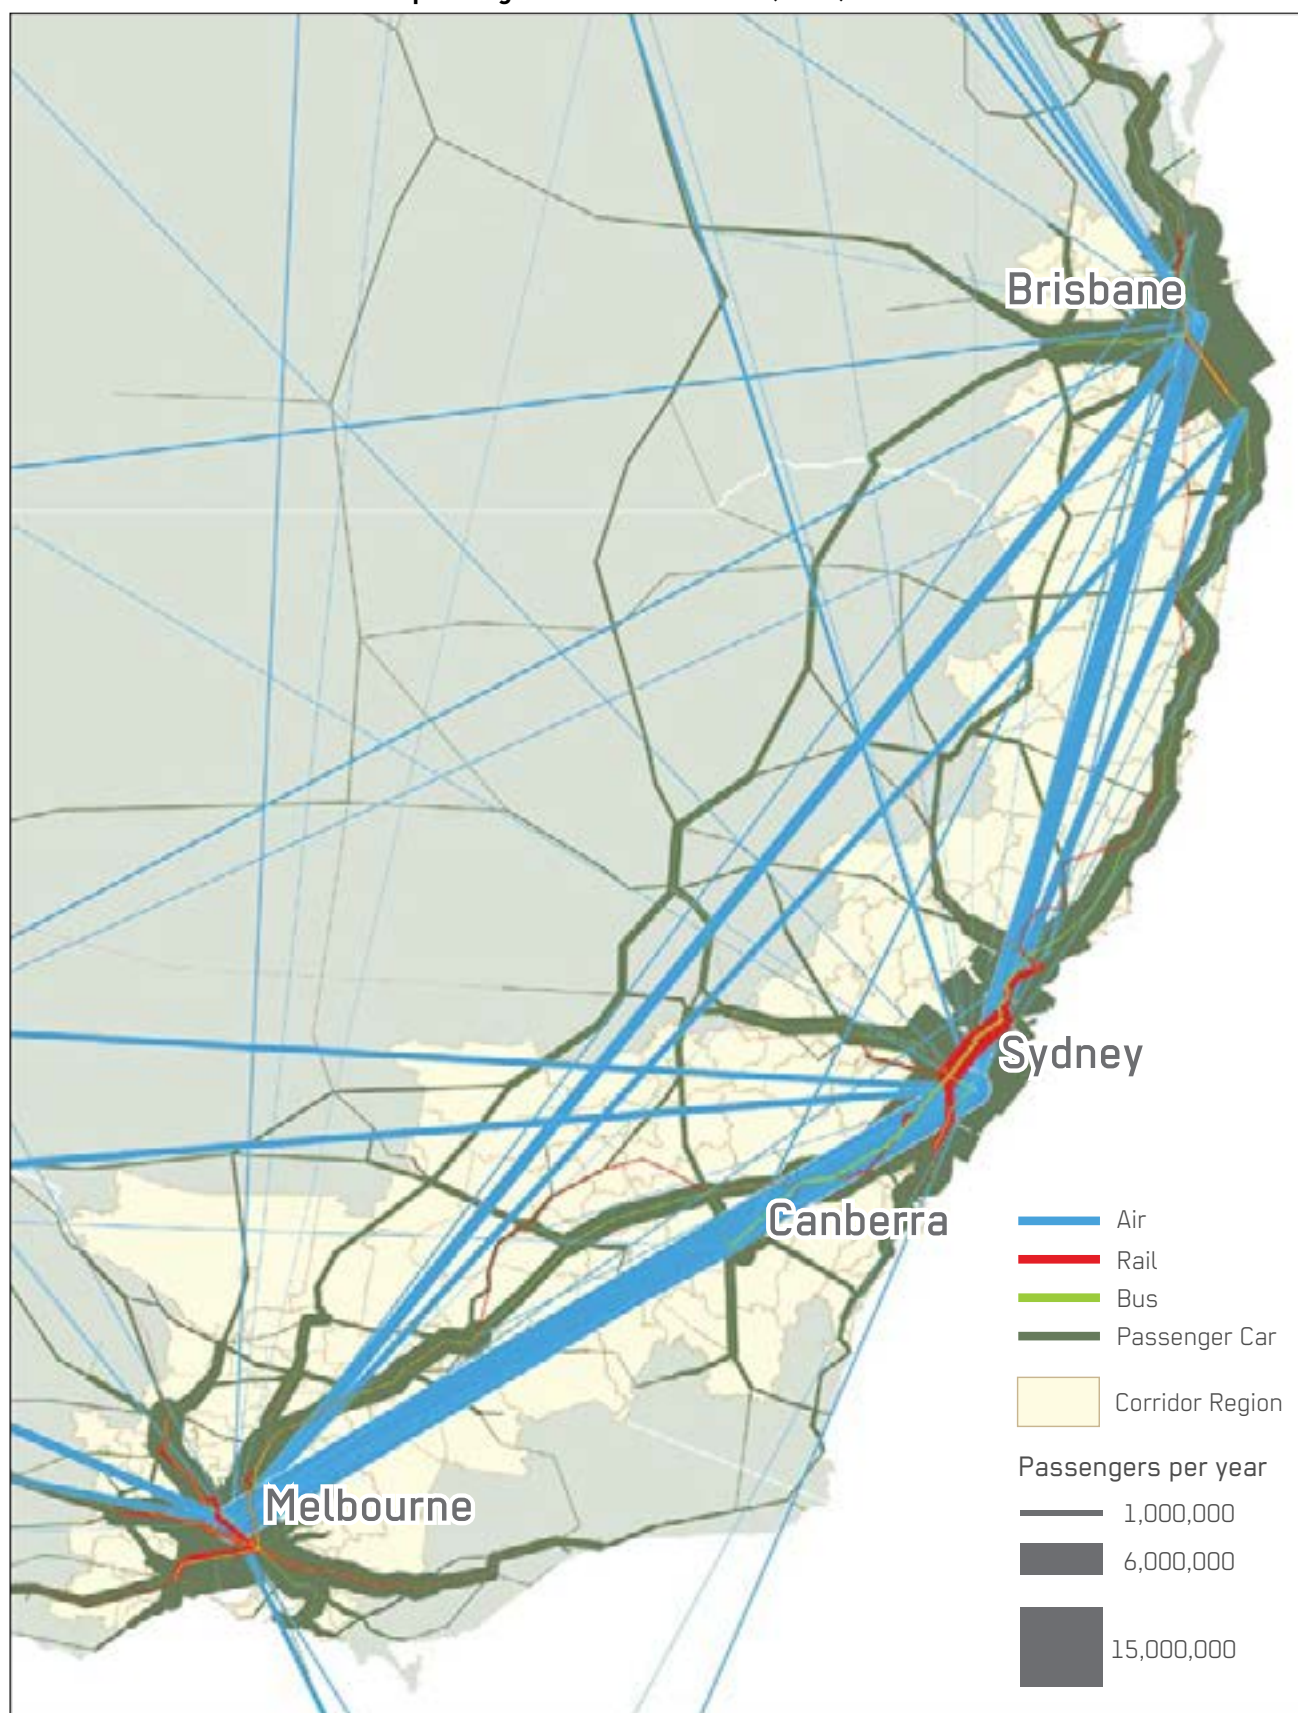 Brisbane
Sydney
Canberra
Melbourne
Air
Rail
Bus
Passenger Car
Corridor Region
Passengers per year
1,000,000
6,000,000
15,000,000